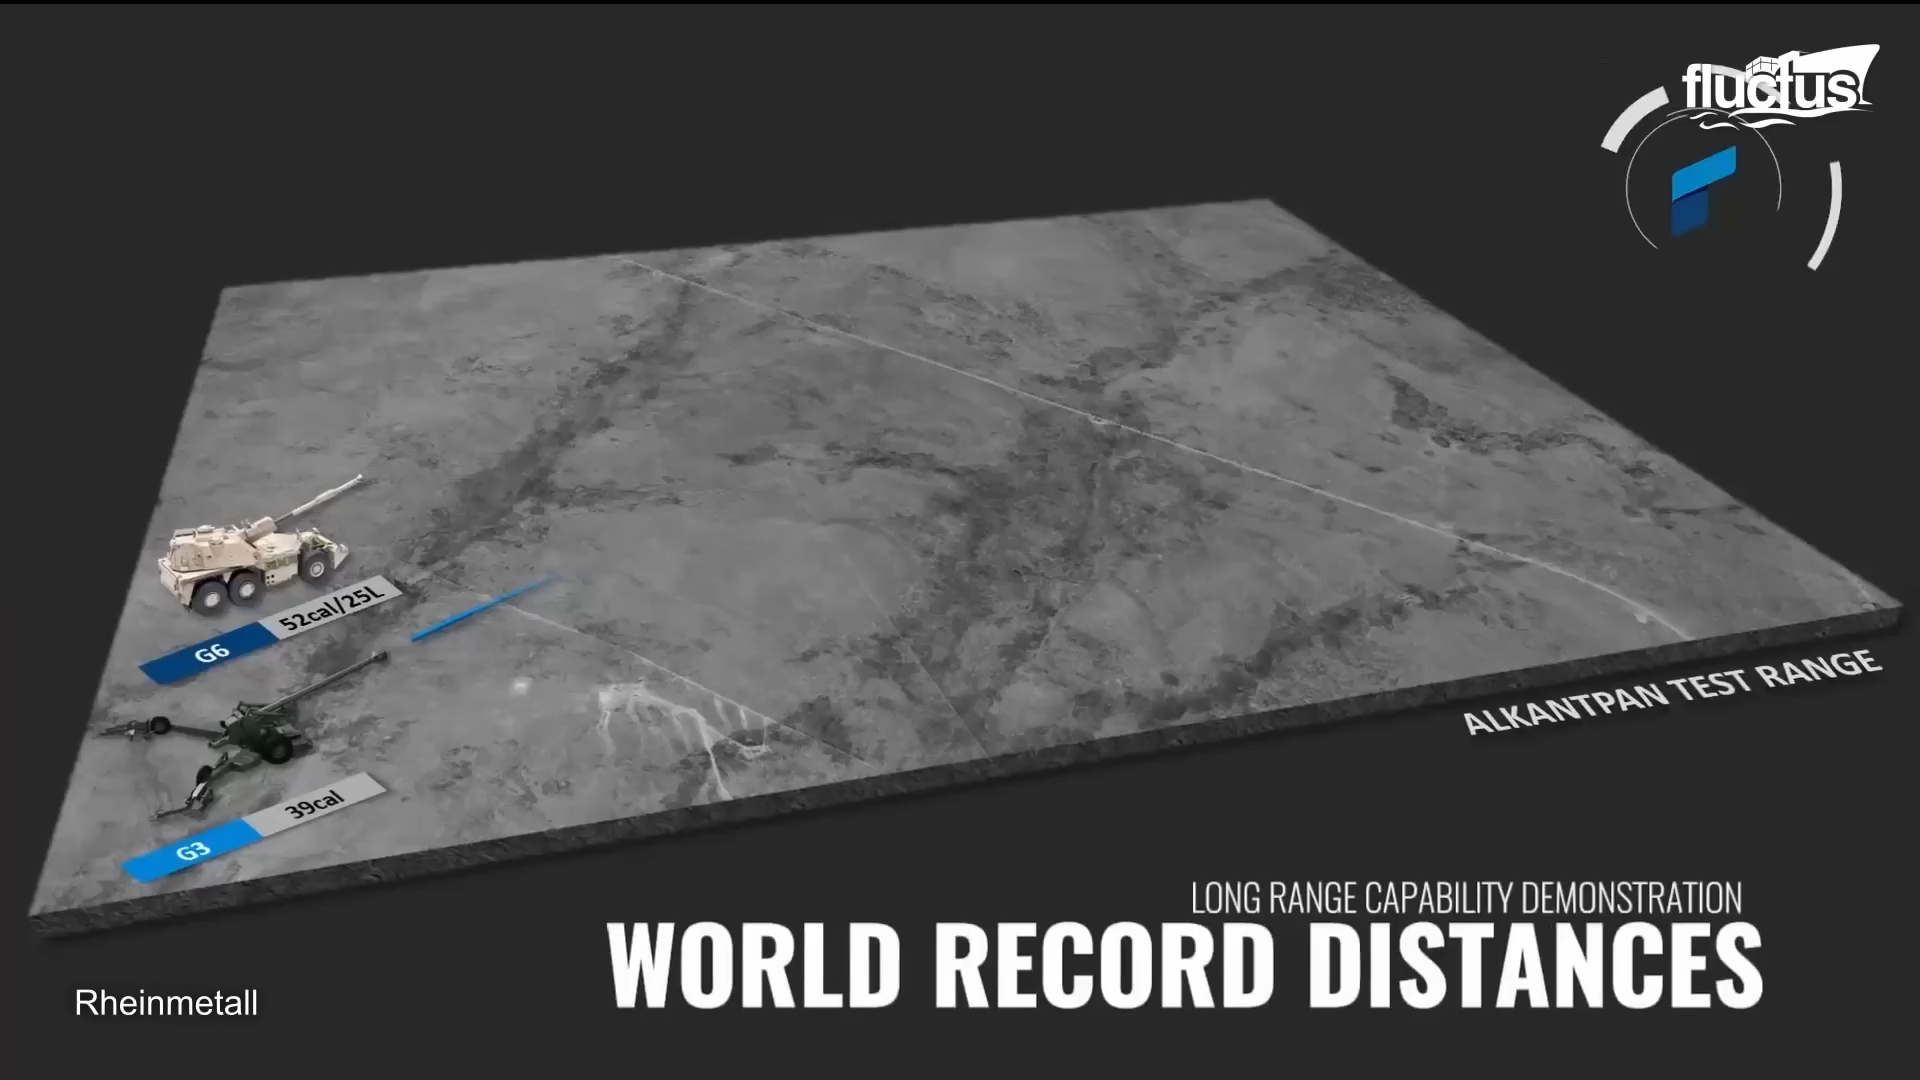 fluctus
52cal/25L
G6
39cal
G3
ALKANTPAN TEST RANGE
LONG RANGE CAPABILITY DEMONSTRATION
WORLD RECORD DISTANCES
Rheinmetall